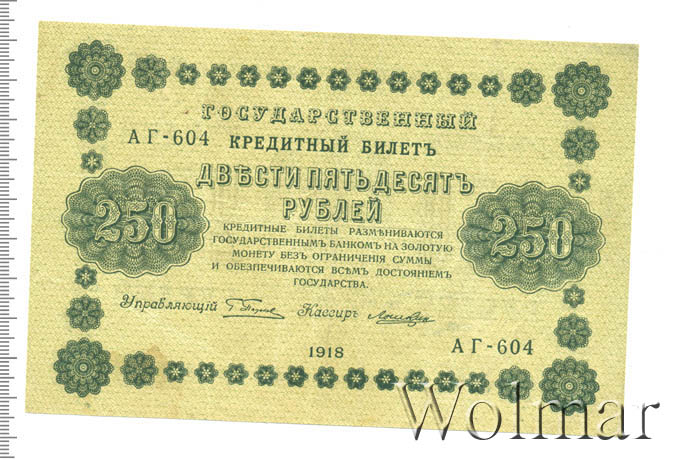 ГОСУДАРСТВЕННЫЙ
АГ-604 КРЕДИТНЫЙ БИЛЕТЪ
ДВѢСТИ ПЯТЬДЕСЯТЪ
РУБЛЕЙ
250 250
КРЕДИТНЫЕ БИЛЕТЫ РАЗМѢНИВАЮТСЯ
ГОСУДАРСТВЕННЫМЪ БАНКОМЪ НА ЗОЛОТУЮ
МОНЕТУ БЕЗЪ ОГРАНИЧЕНІЯ СУММЫ
И ОБЕЗПЕЧИВАЮТСЯ ВСѢМЪ ДОСТОЯНІЕМЪ
ГОСУДАРСТВА.
Управляющій Кассиръ
1918 АГ-604
Wolmar